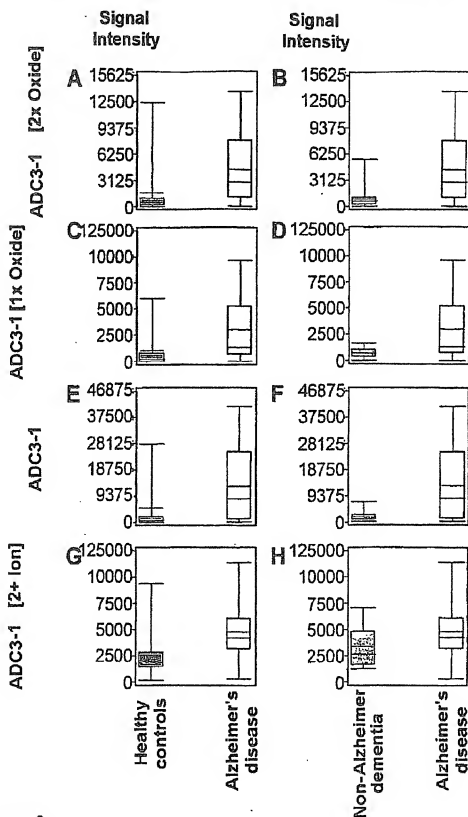 Signal
Intensity
Signal
Intensity
ADC3-1 [2x Oxide]
A
15625
12500
9375
6250
3125
0
B
15625
12500
9375
6250
3125
0
ADC3-1 [1x Oxide]
C
125000
10000
7500
5000
2500
0
D
125000
10000
7500
5000
2500
0
ADC3-1
E
46875
37500
28125
18750
9375
0
F
46875
37500
28125
18750
9375
0
ADC3-1 [2+ Ion]
G
125000
10000
7500
5000
2500
0
H
125000
10000
7500
5000
2500
0
Healthy
controls
Alzheimer's
disease
Non-Alzheimer
dementia
Alzheimer's
disease